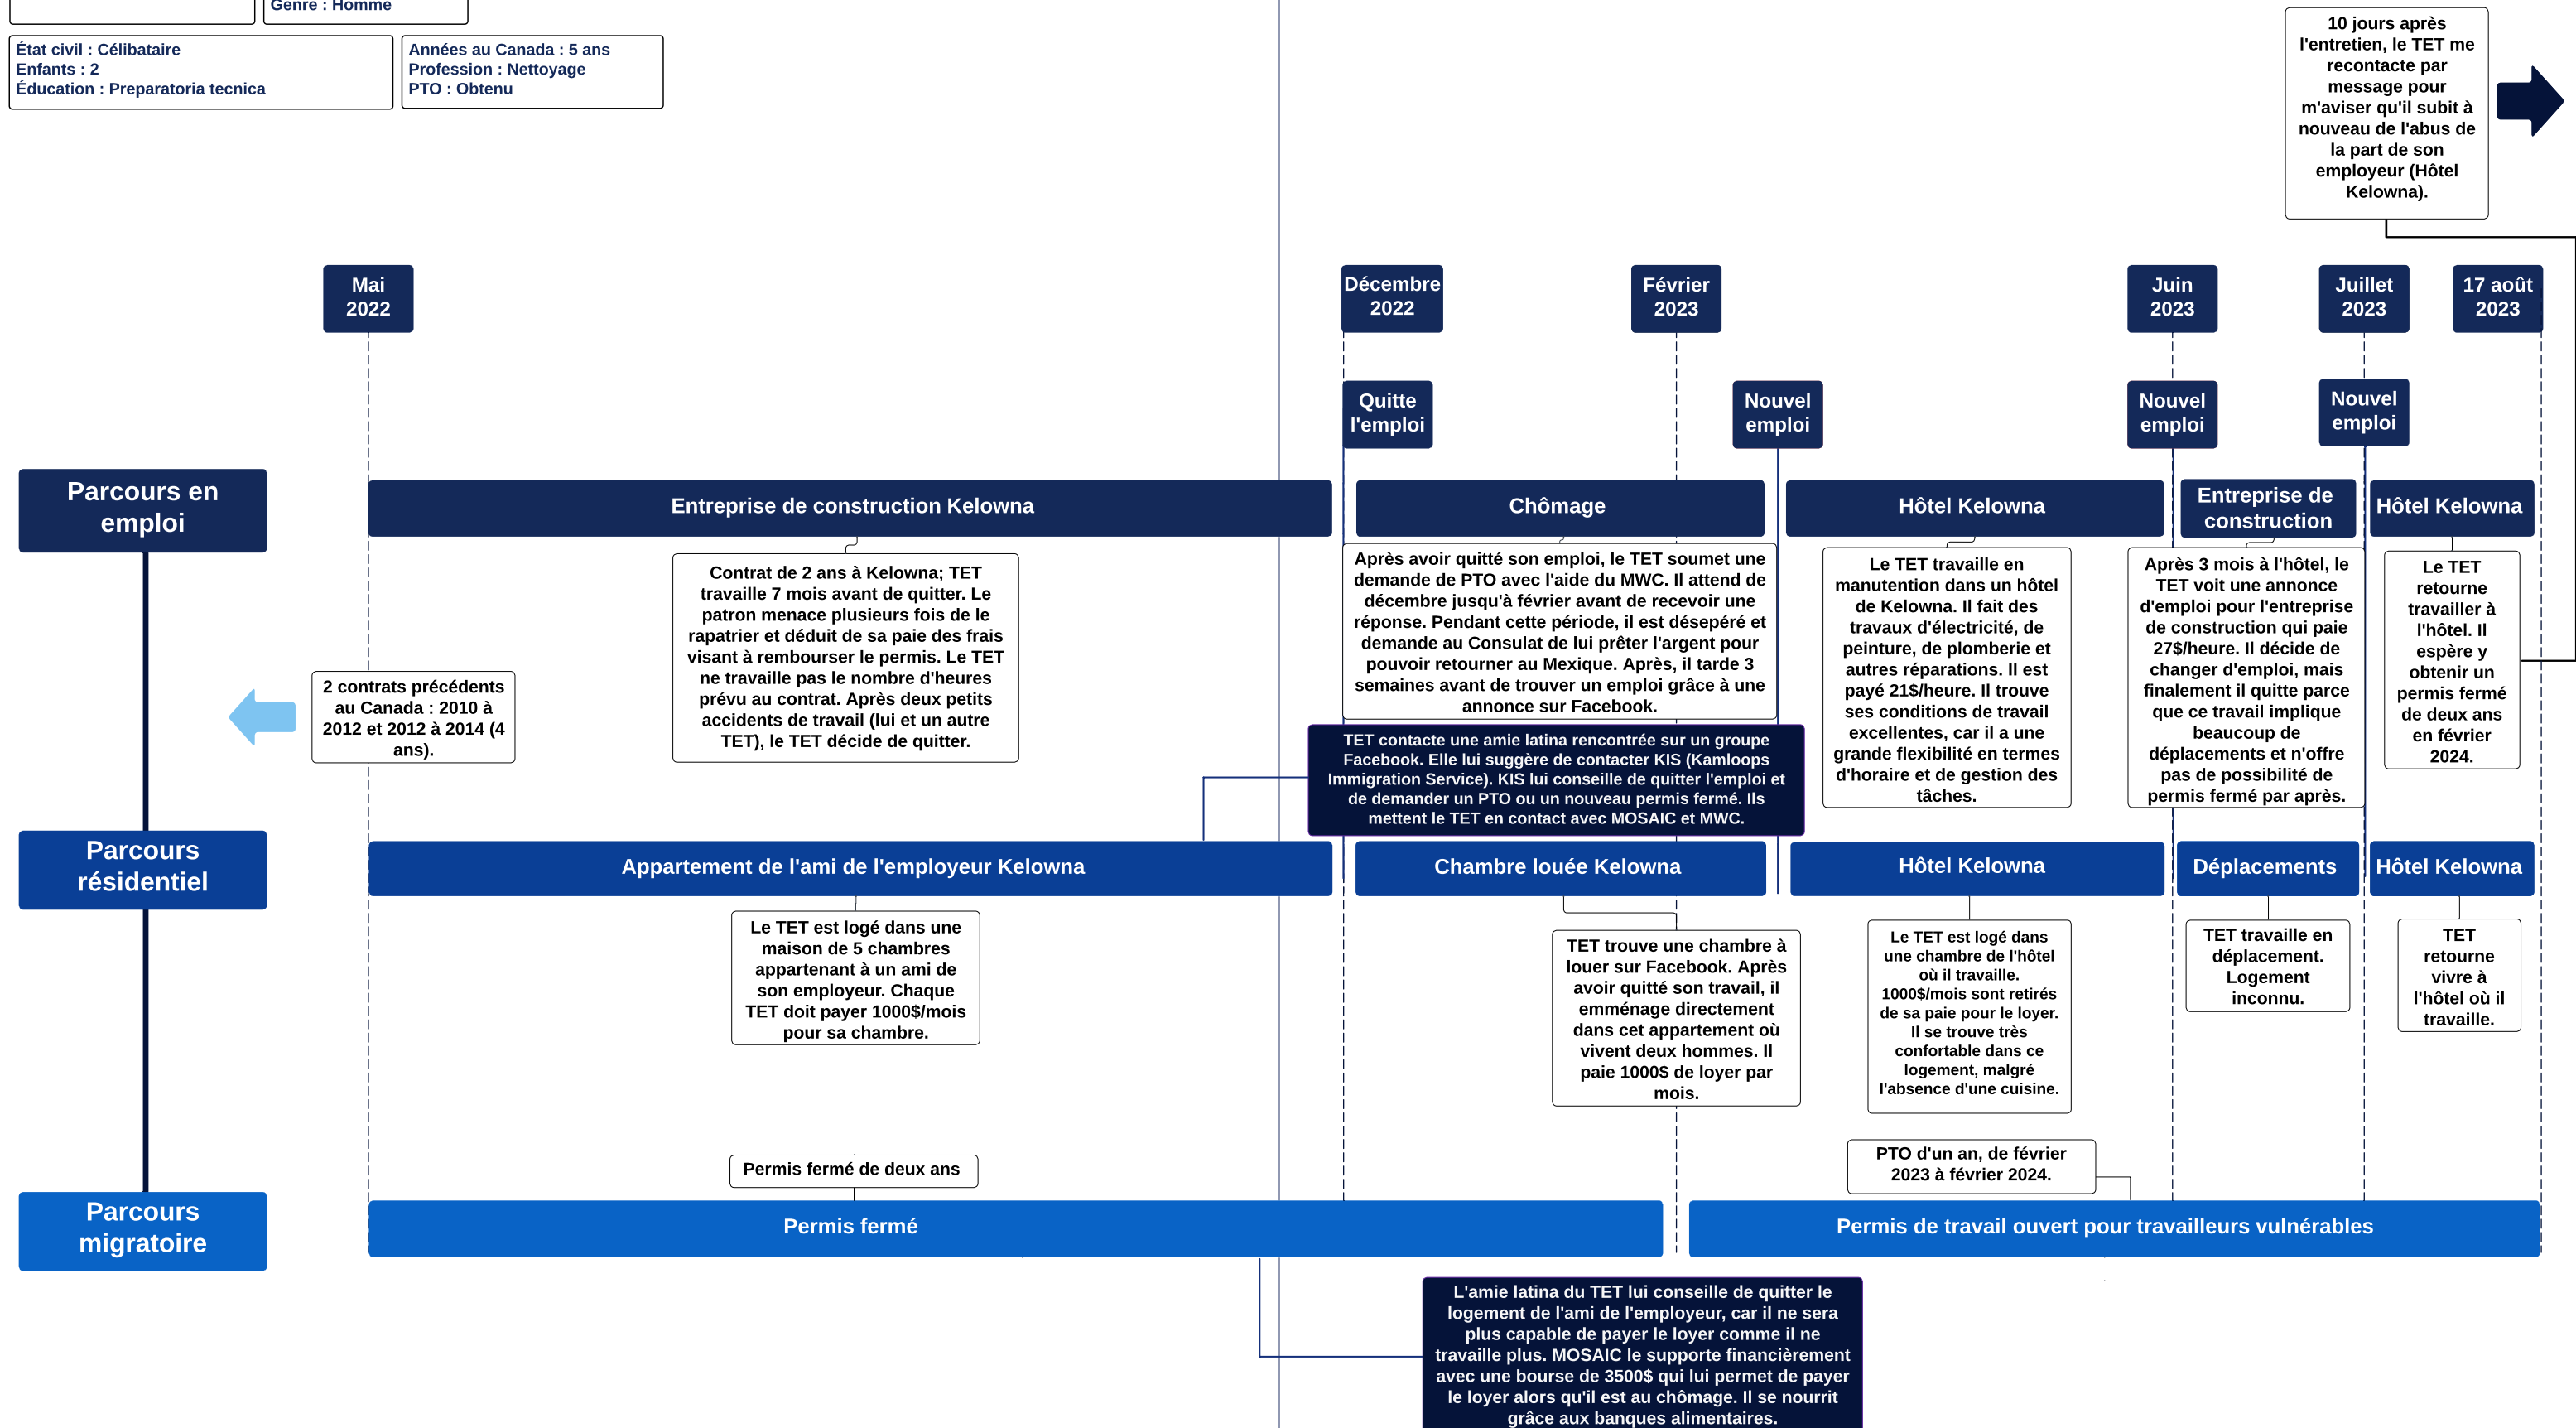 Genre : Homme
État civil : Célibataire
Enfants : 2
Éducation : Preparatoria tecnica
Années au Canada : 5 ans
Profession : Nettoyage
PTO : Obtenu
10 jours après
l'entretien, le TET me
recontacte par
message pour
m'aviser qu'il subit à
nouveau de l'abus de
la part de son
employeur (Hôtel
Kelowna).
Mai
2022
Décembre
2022
Février
2023
Juin
2023
Juillet
2023
17 août
2023
Quitte
l'emploi
Nouvel
emploi
Nouvel
emploi
Nouvel
emploi
Parcours en
emploi
Entreprise de construction Kelowna
Chômage
Hôtel Kelowna
Entreprise de
construction
Hôtel Kelowna
2 contrats précédents
au Canada : 2010 à
2012 et 2012 à 2014 (4
ans).
Contrat de 2 ans à Kelowna; TET
travaille 7 mois avant de quitter. Le
patron menace plusieurs fois de le
rapatrier et déduit de sa paie des frais
visant à rembourser le permis. Le TET
ne travaille pas le nombre d'heures
prévu au contrat. Après deux petits
accidents de travail (lui et un autre
TET), le TET décide de quitter.
Après avoir quitté son emploi, le TET soumet une
demande de PTO avec l'aide du MWC. Il attend de
décembre jusqu'à février avant de recevoir une
réponse. Pendant cette période, il est désepéré et
demande au Consulat de lui prêter l'argent pour
pouvoir retourner au Mexique. Après, il tarde 3
semaines avant de trouver un emploi grâce à une
annonce sur Facebook.
TET contacte une amie latina rencontrée sur un groupe
Facebook. Elle lui suggère de contacter KIS (Kamloops
Immigration Service). KIS lui conseille de quitter l'emploi et
de demander un PTO ou un nouveau permis fermé. Ils
mettent le TET en contact avec MOSAIC et MWC.
Le TET travaille en
manutention dans un hôtel
de Kelowna. Il fait des
travaux d'électricité, de
peinture, de plomberie et
autres réparations. Il est
payé 21$/heure. Il trouve
ses conditions de travail
excellentes, car il a une
grande flexibilité en termes
d'horaire et de gestion des
tâches.
Après 3 mois à l'hôtel, le
TET voit une annonce
d'emploi pour l'entreprise
de construction qui paie
27$/heure. Il décide de
changer d'emploi, mais
finalement il quitte parce
que ce travail implique
beaucoup de
déplacements et n'offre
pas de possibilité de
permis fermé par après.
Le TET
retourne
travailler à
l'hôtel. Il
espère y
obtenir un
permis fermé
de deux ans
en février
2024.
Parcours
résidentiel
Appartement de l'ami de l'employeur Kelowna
Chambre louée Kelowna
Hôtel Kelowna
Déplacements
Hôtel Kelowna
Le TET est logé dans une
maison de 5 chambres
appartenant à un ami de
son employeur. Chaque
TET doit payer 1000$/mois
pour sa chambre.
TET trouve une chambre à
louer sur Facebook. Après
avoir quitté son travail, il
emménage directement
dans cet appartement où
vivent deux hommes. Il
paie 1000$ de loyer par
mois.
Le TET est logé dans
une chambre de l'hôtel
où il travaille.
1000$/mois sont retirés
de sa paie pour le loyer.
Il se trouve très
confortable dans ce
logement, malgré
l'absence d'une cuisine.
TET travaille en
déplacement.
Logement
inconnu.
TET
retourne
vivre à
l'hôtel où il
travaille.
Permis fermé de deux ans
PTO d'un an, de février
2023 à février 2024.
Parcours
migratoire
Permis fermé
Permis de travail ouvert pour travailleurs vulnérables
L'amie latina du TET lui conseille de quitter le
logement de l'ami de l'employeur, car il ne sera
plus capable de payer le loyer comme il ne
travaille plus. MOSAIC le supporte financièrement
avec une bourse de 3500$ qui lui permet de payer
le loyer alors qu'il est au chômage. Il se nourrit
grâce aux banques alimentaires.